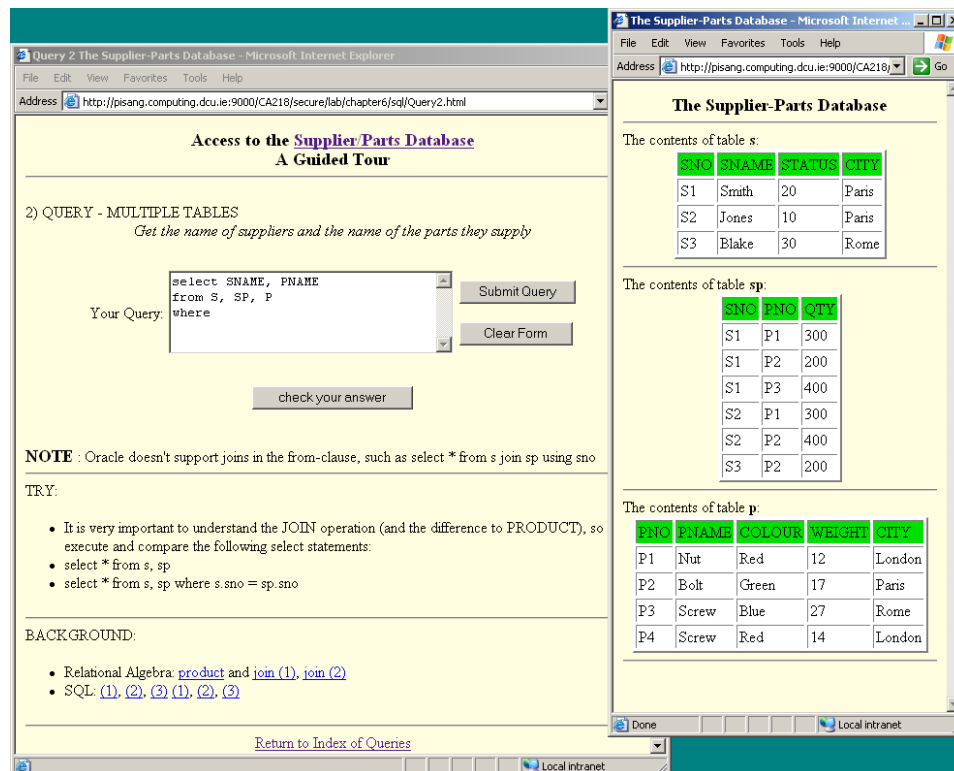 Query 2 The Supplier-Parts Database - Microsoft Internet Explorer
File Edit View Favorites Tools Help
Address http://pisang.computing.dcu.ie:9000/CA218/secure/lab/chapter6/sql/Query2.html
Access to the Supplier/Parts Database
A Guided Tour
2) QUERY - MULTIPLE TABLES
Get the name of suppliers and the name of the parts they supply
Your Query:
select SNAME, PNAME
from S, SP, P
where
Submit Query
Clear Form
check your answer
NOTE : Oracle doesn't support joins in the from-clause, such as select * from s join sp using sno
TRY:
• It is very important to understand the JOIN operation (and the difference to PRODUCT), so
execute and compare the following select statements:
• select * from s, sp
• select * from s, sp where s.sno = sp.sno
BACKGROUND:
• Relational Algebra: product and join (1), join (2)
• SQL: (1), (2), (3) (1), (2), (3)
Return to Index of Queries
Local intranet
The Supplier-Parts Database - Microsoft Internet ...
File Edit View Favorites Tools Help
Address http://pisang.computing.dcu.ie:9000/CA218/ Go
The Supplier-Parts Database
The contents of table s:
SNO SNAME STATUS CITY
S1 Smith 20 Paris
S2 Jones 10 Paris
S3 Blake 30 Rome
The contents of table sp:
SNO PNO QTY
S1 P1 300
S1 P2 200
S1 P3 400
S2 P1 300
S2 P2 400
S3 P2 200
The contents of table p:
PNO PNAME COLOUR WEIGHT CITY
P1 Nut Red 12 London
P2 Bolt Green 17 Paris
P3 Screw Blue 27 Rome
P4 Screw Red 14 London
Done Local intranet